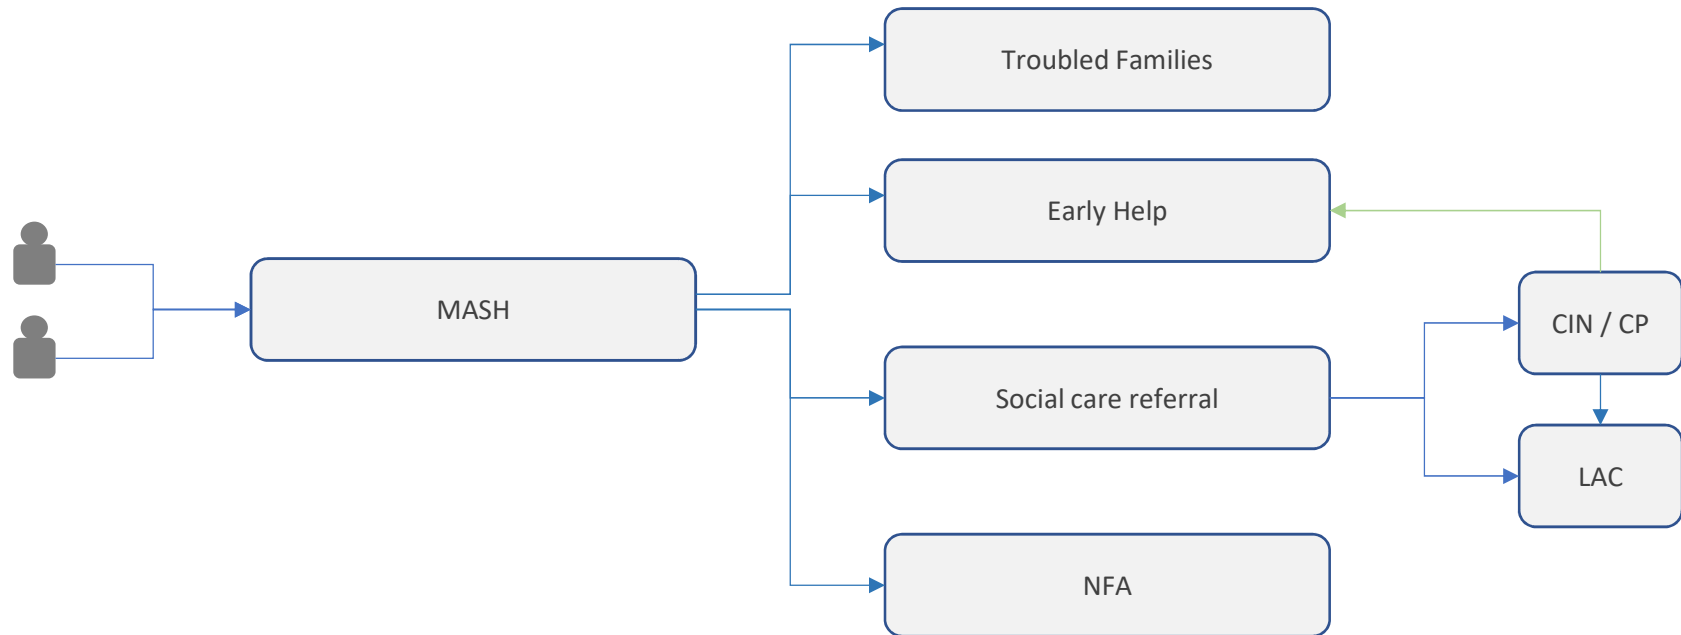 Troubled Families
Early Help
MASH
CIN / CP
Social care referral
LAC
NFA